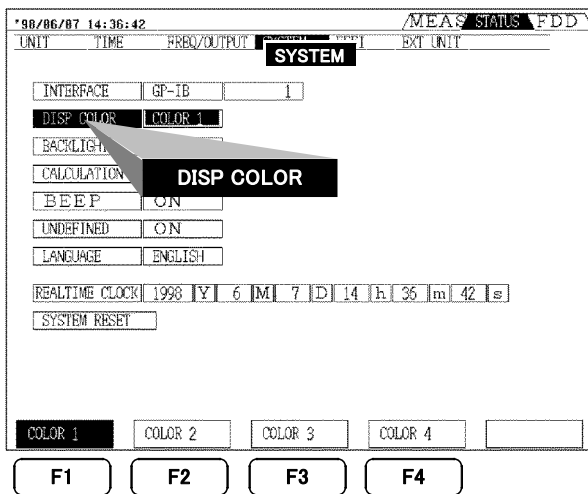 '98/06/07 14:36:42 MEAS STATUS FDD
UNIT TIME FREQ/OUTPUT EXT UNIT
SYSTEM
INTERFACE GP-IB 1
DISP COLOR COLOR 1
BACKLIGHT
CALCULATION
DISP COLOR
BEEP ON
UNDEFINED ON
LANGUAGE ENGLISH
REALTIME CLOCK 1998 Y 6 M 7 D 14 h 36 m 42 s
SYSTEM RESET
COLOR 1 COLOR 2 COLOR 3 COLOR 4
F1 F2 F3 F4